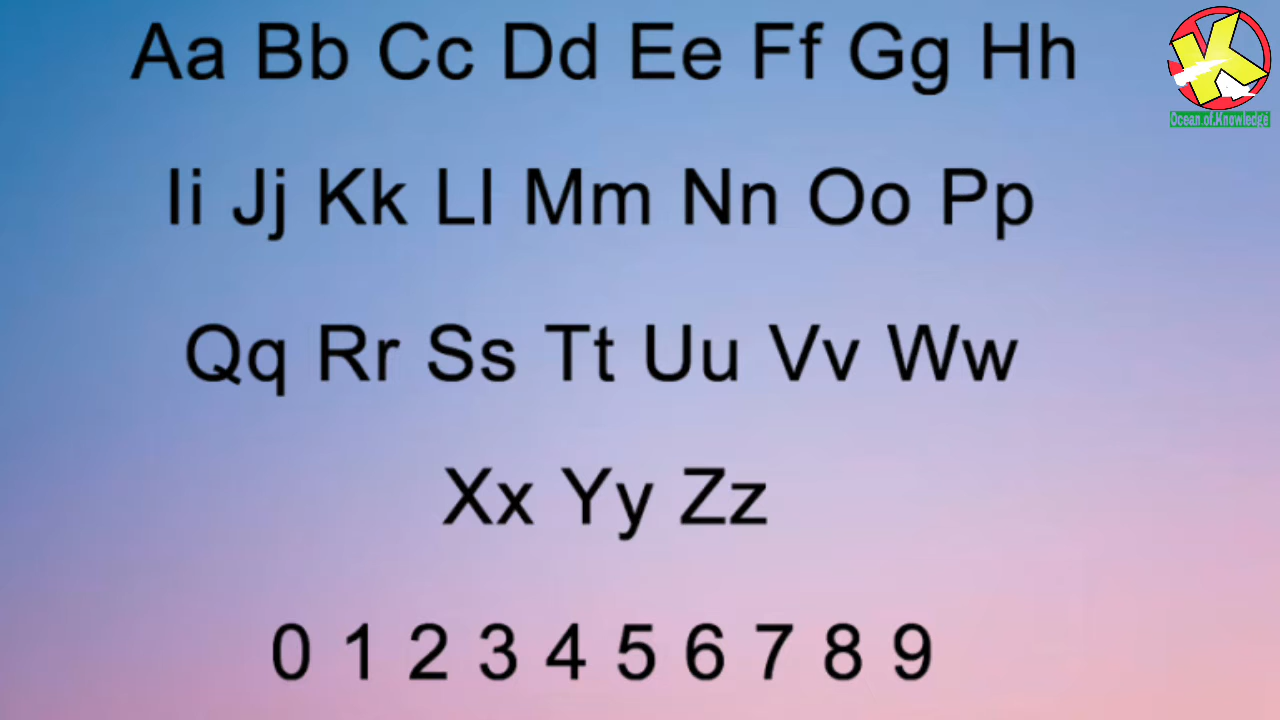 Aa Bb Cc Dd Ee Ff Gg Hh
Ii Jj Kk Ll Mm Nn Oo Pp
Qq Rr Ss Tt Uu Vv Ww
Xx Yy Zz
0 1 2 3 4 5 6 7 8 9
K
Ocean of Knowledge